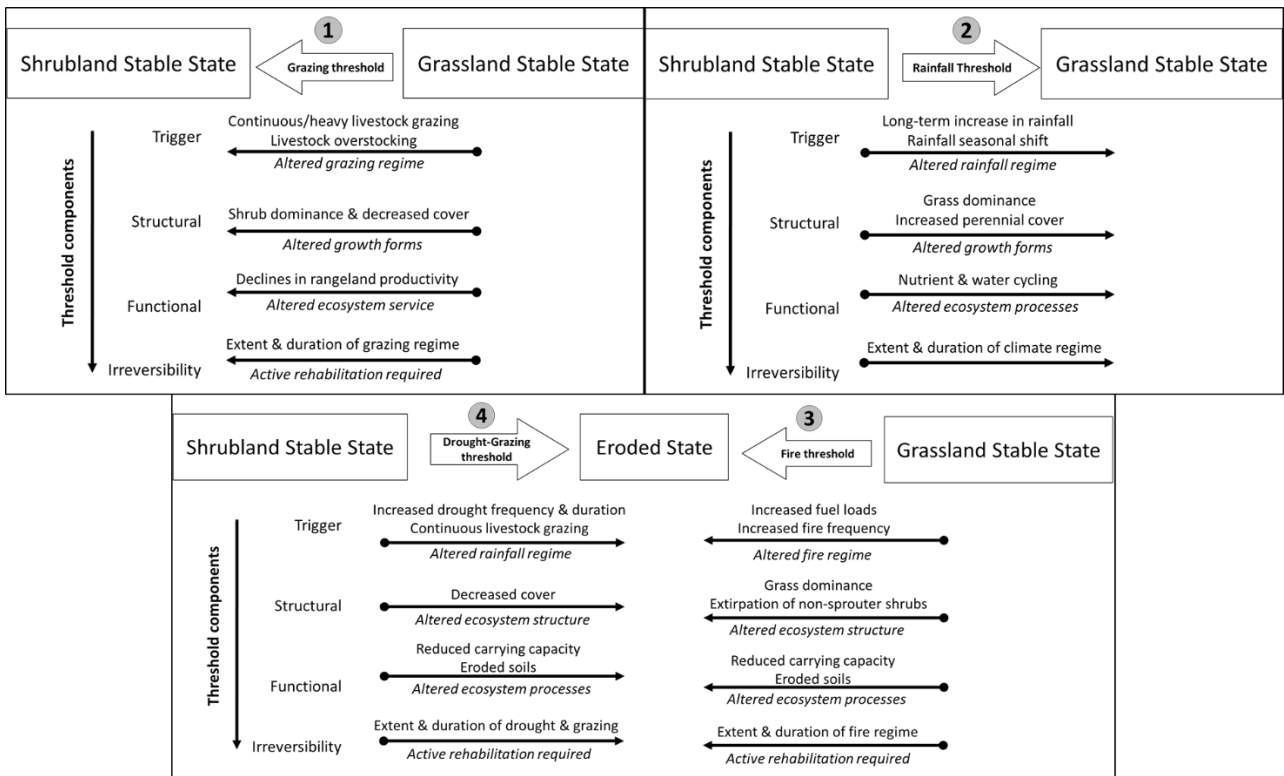 1
Shrubland Stable State
Grazing threshold
Grassland Stable State
Threshold components
Trigger
Continuous/heavy livestock grazing
Livestock overstocking
Altered grazing regime
Structural
Shrub dominance & decreased cover
Altered growth forms
Functional
Declines in rangeland productivity
Altered ecosystem service
Irreversibility
Extent & duration of grazing regime
Active rehabilitation required
2
Shrubland Stable State
Rainfall Threshold
Grassland Stable State
Threshold components
Trigger
Long-term increase in rainfall
Rainfall seasonal shift
Altered rainfall regime
Structural
Grass dominance
Increased perennial cover
Altered growth forms
Functional
Nutrient & water cycling
Altered ecosystem processes
Irreversibility
Extent & duration of climate regime
4
3
Shrubland Stable State
Drought-Grazing
threshold
Eroded State
Fire threshold
Grassland Stable State
Threshold components
Trigger
Increased drought frequency & duration
Continuous livestock grazing
Altered rainfall regime
Increased fuel loads
Increased fire frequency
Altered fire regime
Structural
Decreased cover
Altered ecosystem structure
Grass dominance
Extirpation of non-sprouter shrubs
Altered ecosystem structure
Functional
Reduced carrying capacity
Eroded soils
Altered ecosystem processes
Reduced carrying capacity
Eroded soils
Altered ecosystem processes
Irreversibility
Extent & duration of drought & grazing
Active rehabilitation required
Extent & duration of fire regime
Active rehabilitation required